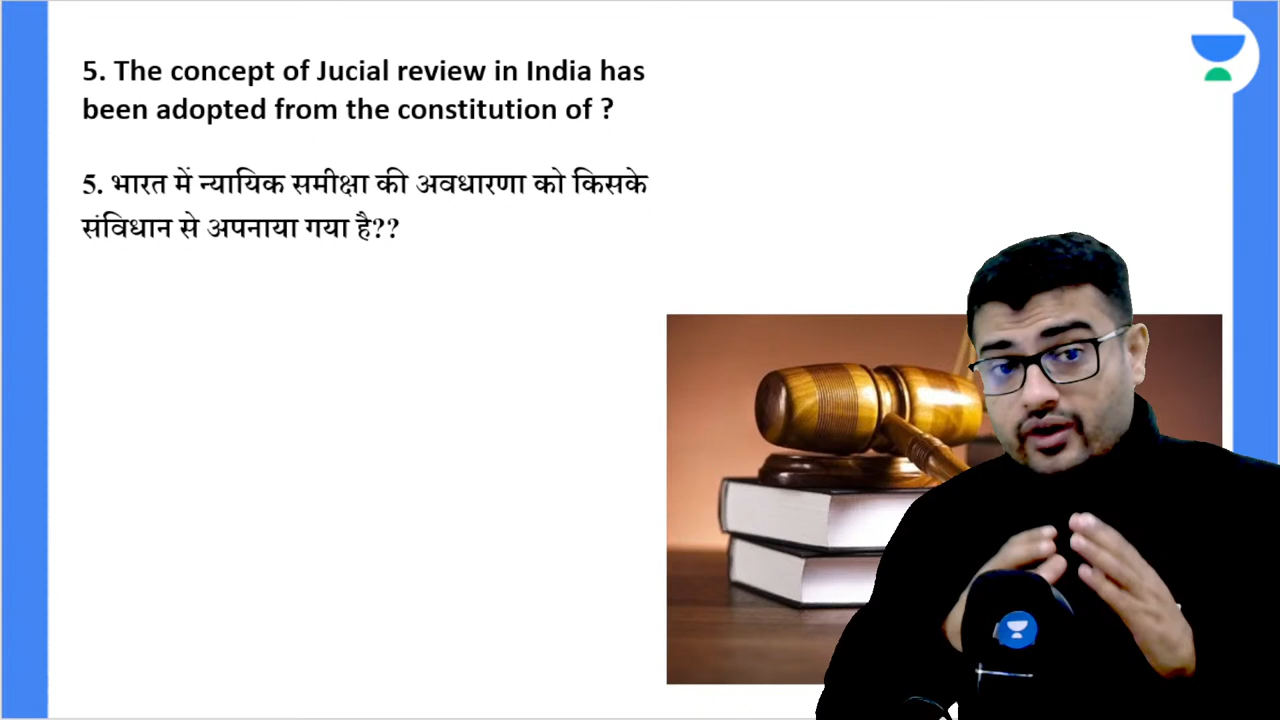 5. The concept of Jucial review in India has
been adopted from the constitution of ?
5. भारत में न्यायिक समीक्षा की अवधारणा को किसके
संविधान से अपनाया गया है??